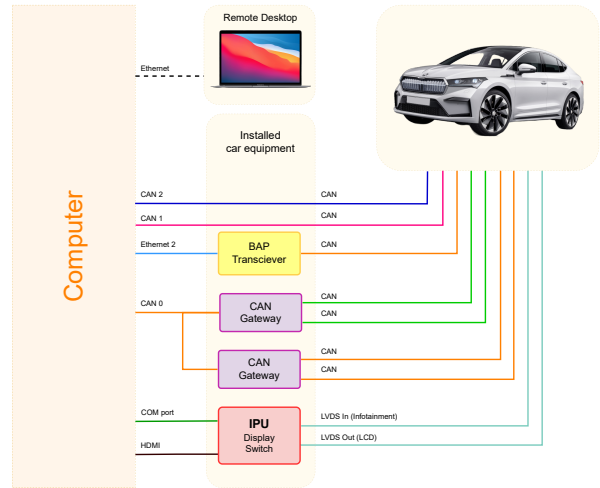 Remote Desktop
Ethernet
Installed
car equipment
Computer
CAN 2
CAN
CAN 1
CAN
Ethernet 2
BAP
Transciever
CAN
CAN 0
CAN
Gateway
CAN
CAN
CAN
Gateway
CAN
CAN
COM port
IPU
Display
Switch
LVDS In (Infotainment)
LVDS Out (LCD)
HDMI